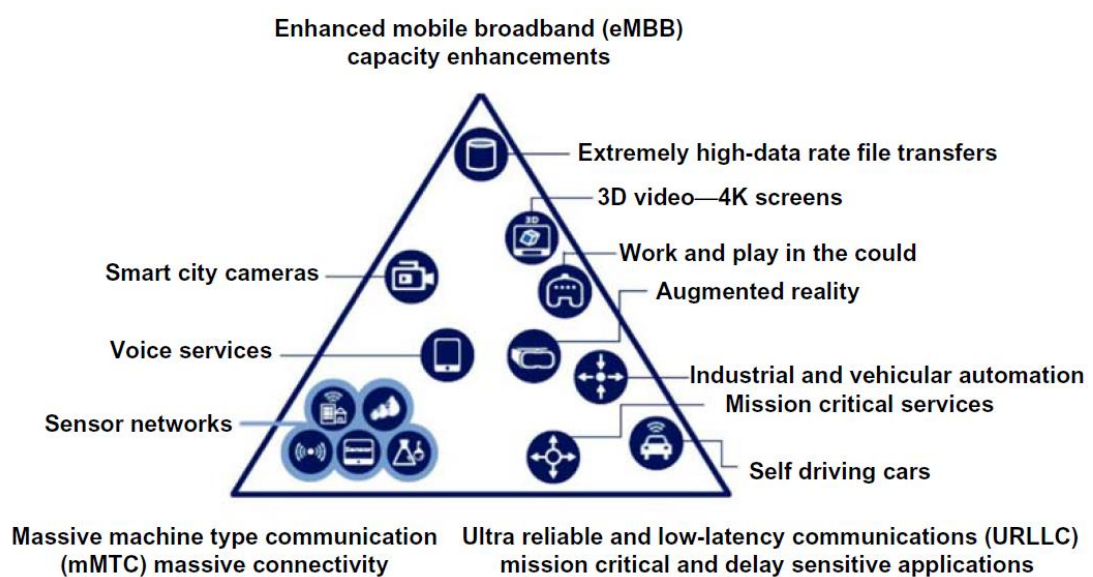 Enhanced mobile broadband (eMBB)
capacity enhancements
Extremely high-data rate file transfers
3D video—4K screens
3D
Work and play in the could
Smart city cameras
Augmented reality
Voice services
Industrial and vehicular automation
Mission critical services
Sensor networks
Self driving cars
Massive machine type communication
(mMTC) massive connectivity
Ultra reliable and low-latency communications (URLLC)
mission critical and delay sensitive applications